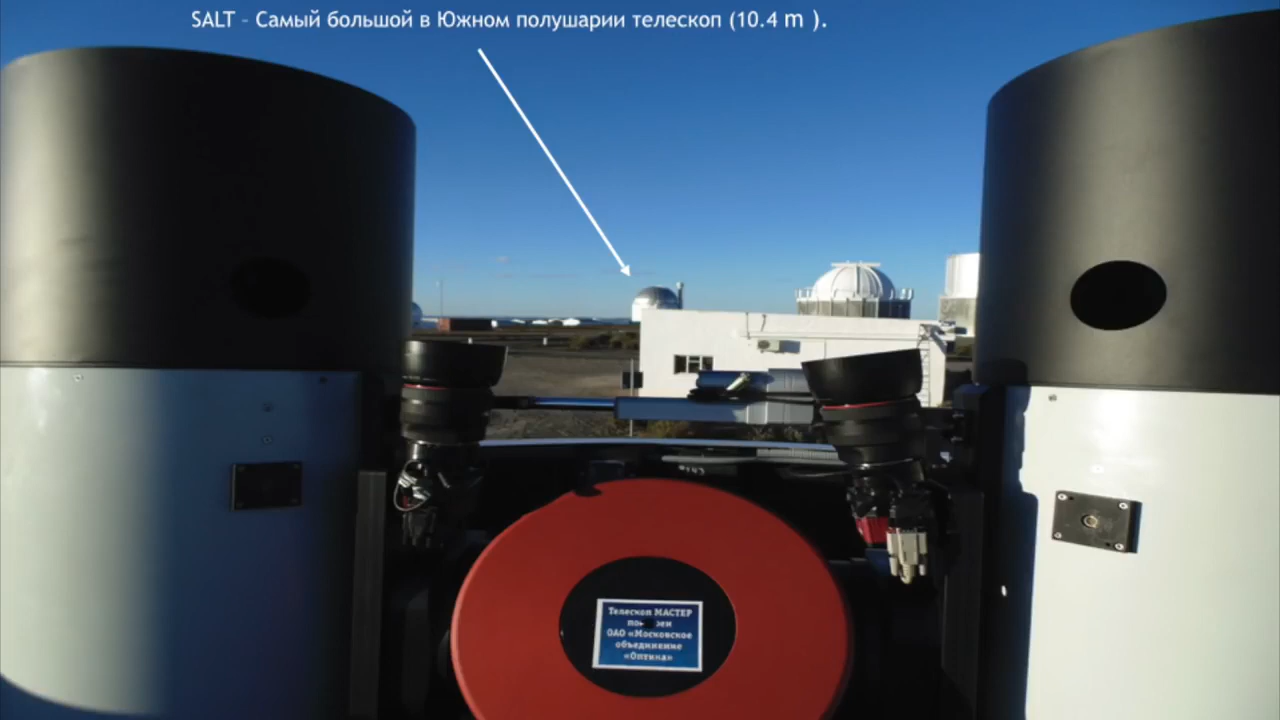 SALT – Самый большой в Южном полушарии телескоп (10.4 m ).
Телескоп МАСТЕР
ОАО «Московское
объединение
«Оптика»